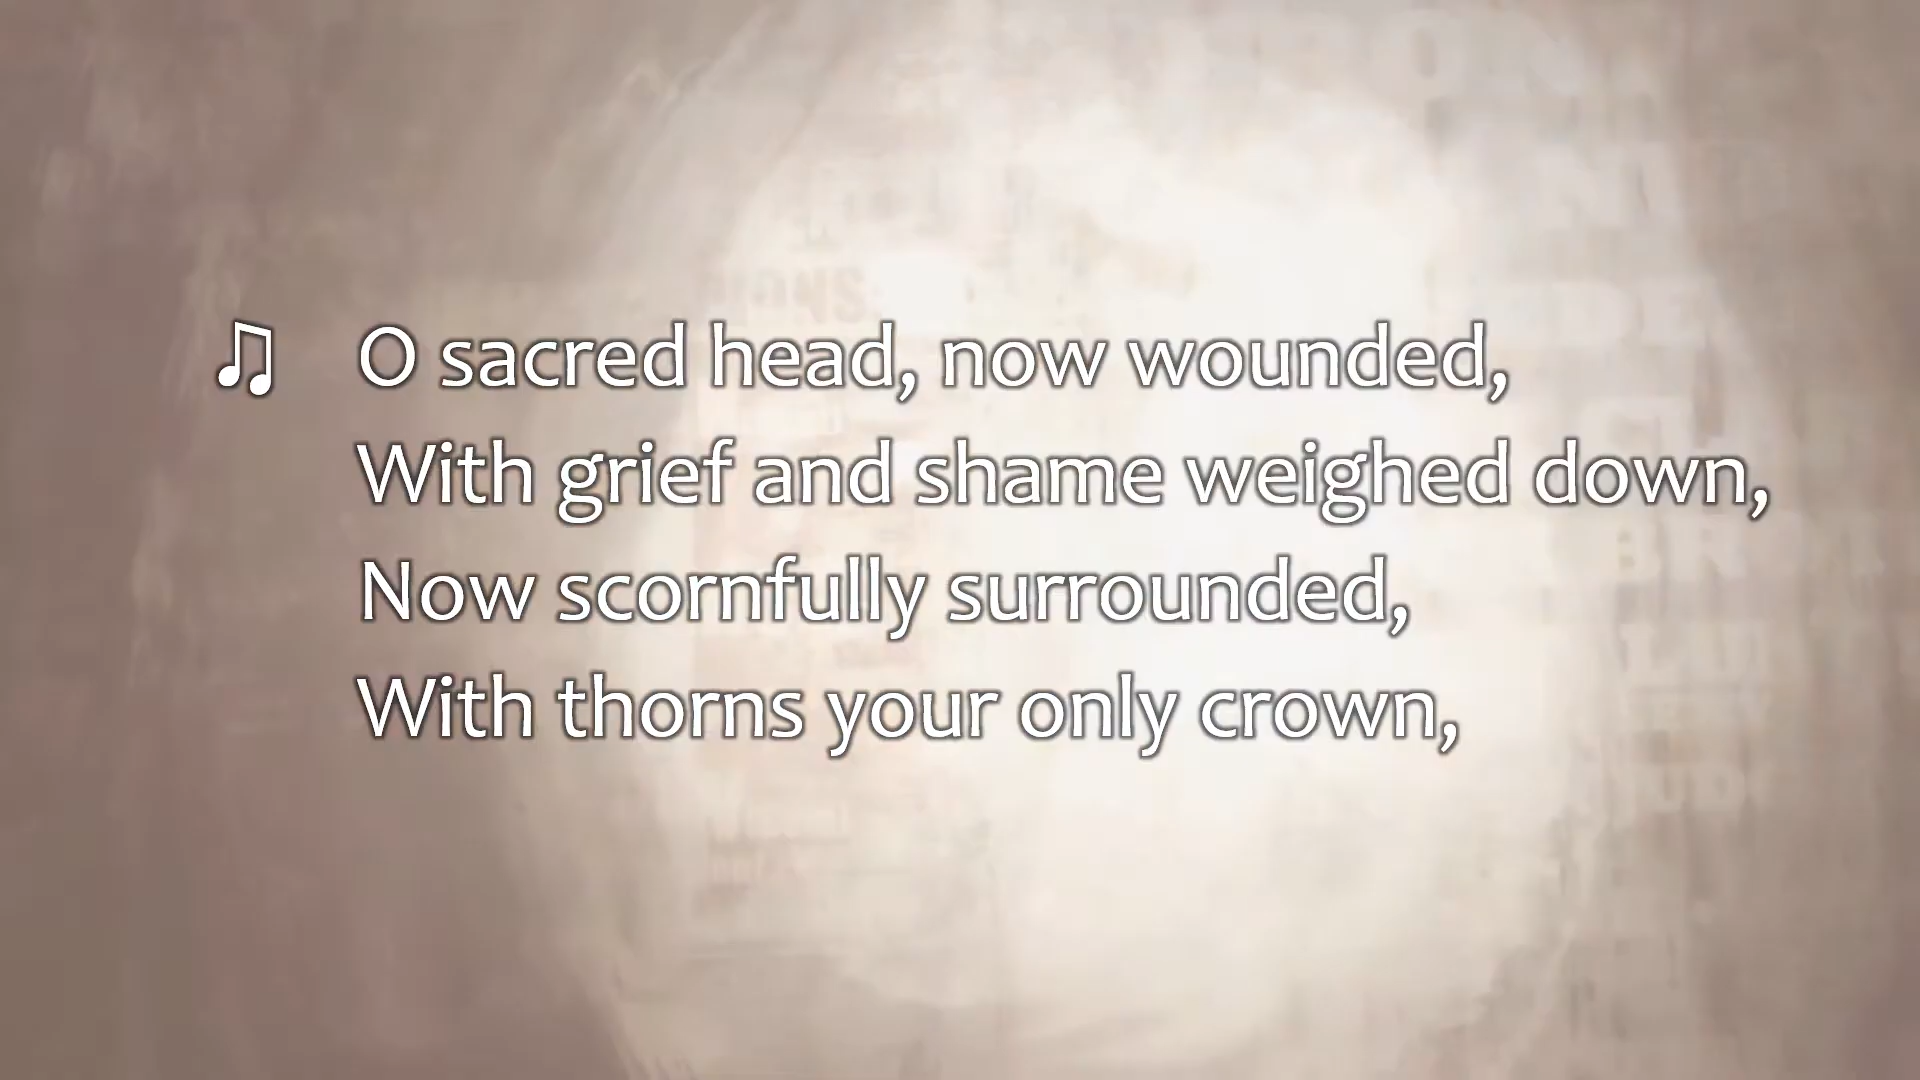 ♫ O sacred head, now wounded,
With grief and shame weighed down,
Now scornfully surrounded,
With thorns your only crown,